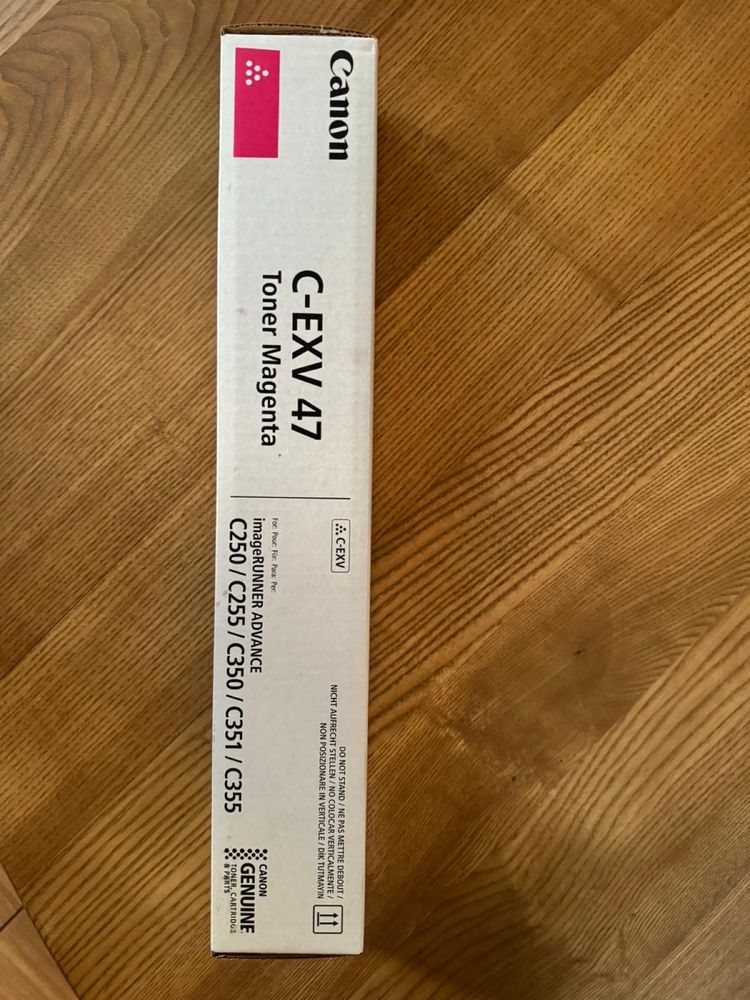 Canon
C-EXV 47
Toner Magenta
C-EXV
For: Pour: Für: Para: Per:
imageRUNNER ADVANCE
C250 / C255 / C350 / C351 / C355
DO NOT STAND / NE PAS METTRE DEBOUT /
NICHT AUFRECHT STELLEN / NO COLOCAR VERTICALMENTE /
NON POSIZIONARE IN VERTICALE / DIK TUTMAYIN
CANON
GENUINE
TONER, CARTRIDGE
& PARTS